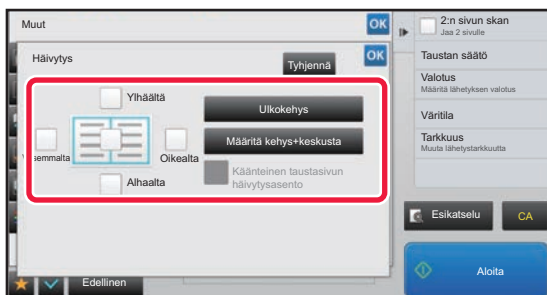 Muut
OK
Häivytys
Tyhjennä
OK
Ylhäältä
Oikealta
Alhaalta
Ulkokehys
Määritä kehys+keskusta
Käänteinen taustasivun
häivytysasento
Edellinen
2:n sivun skan
Jaa 2 sivulle
Taustan säätö
Valotus
Määritä lähetyksen valotus
Väritila
Tarkkuus
Muuta lähetystarkkuutta
Esikatselu
CA
Aloita